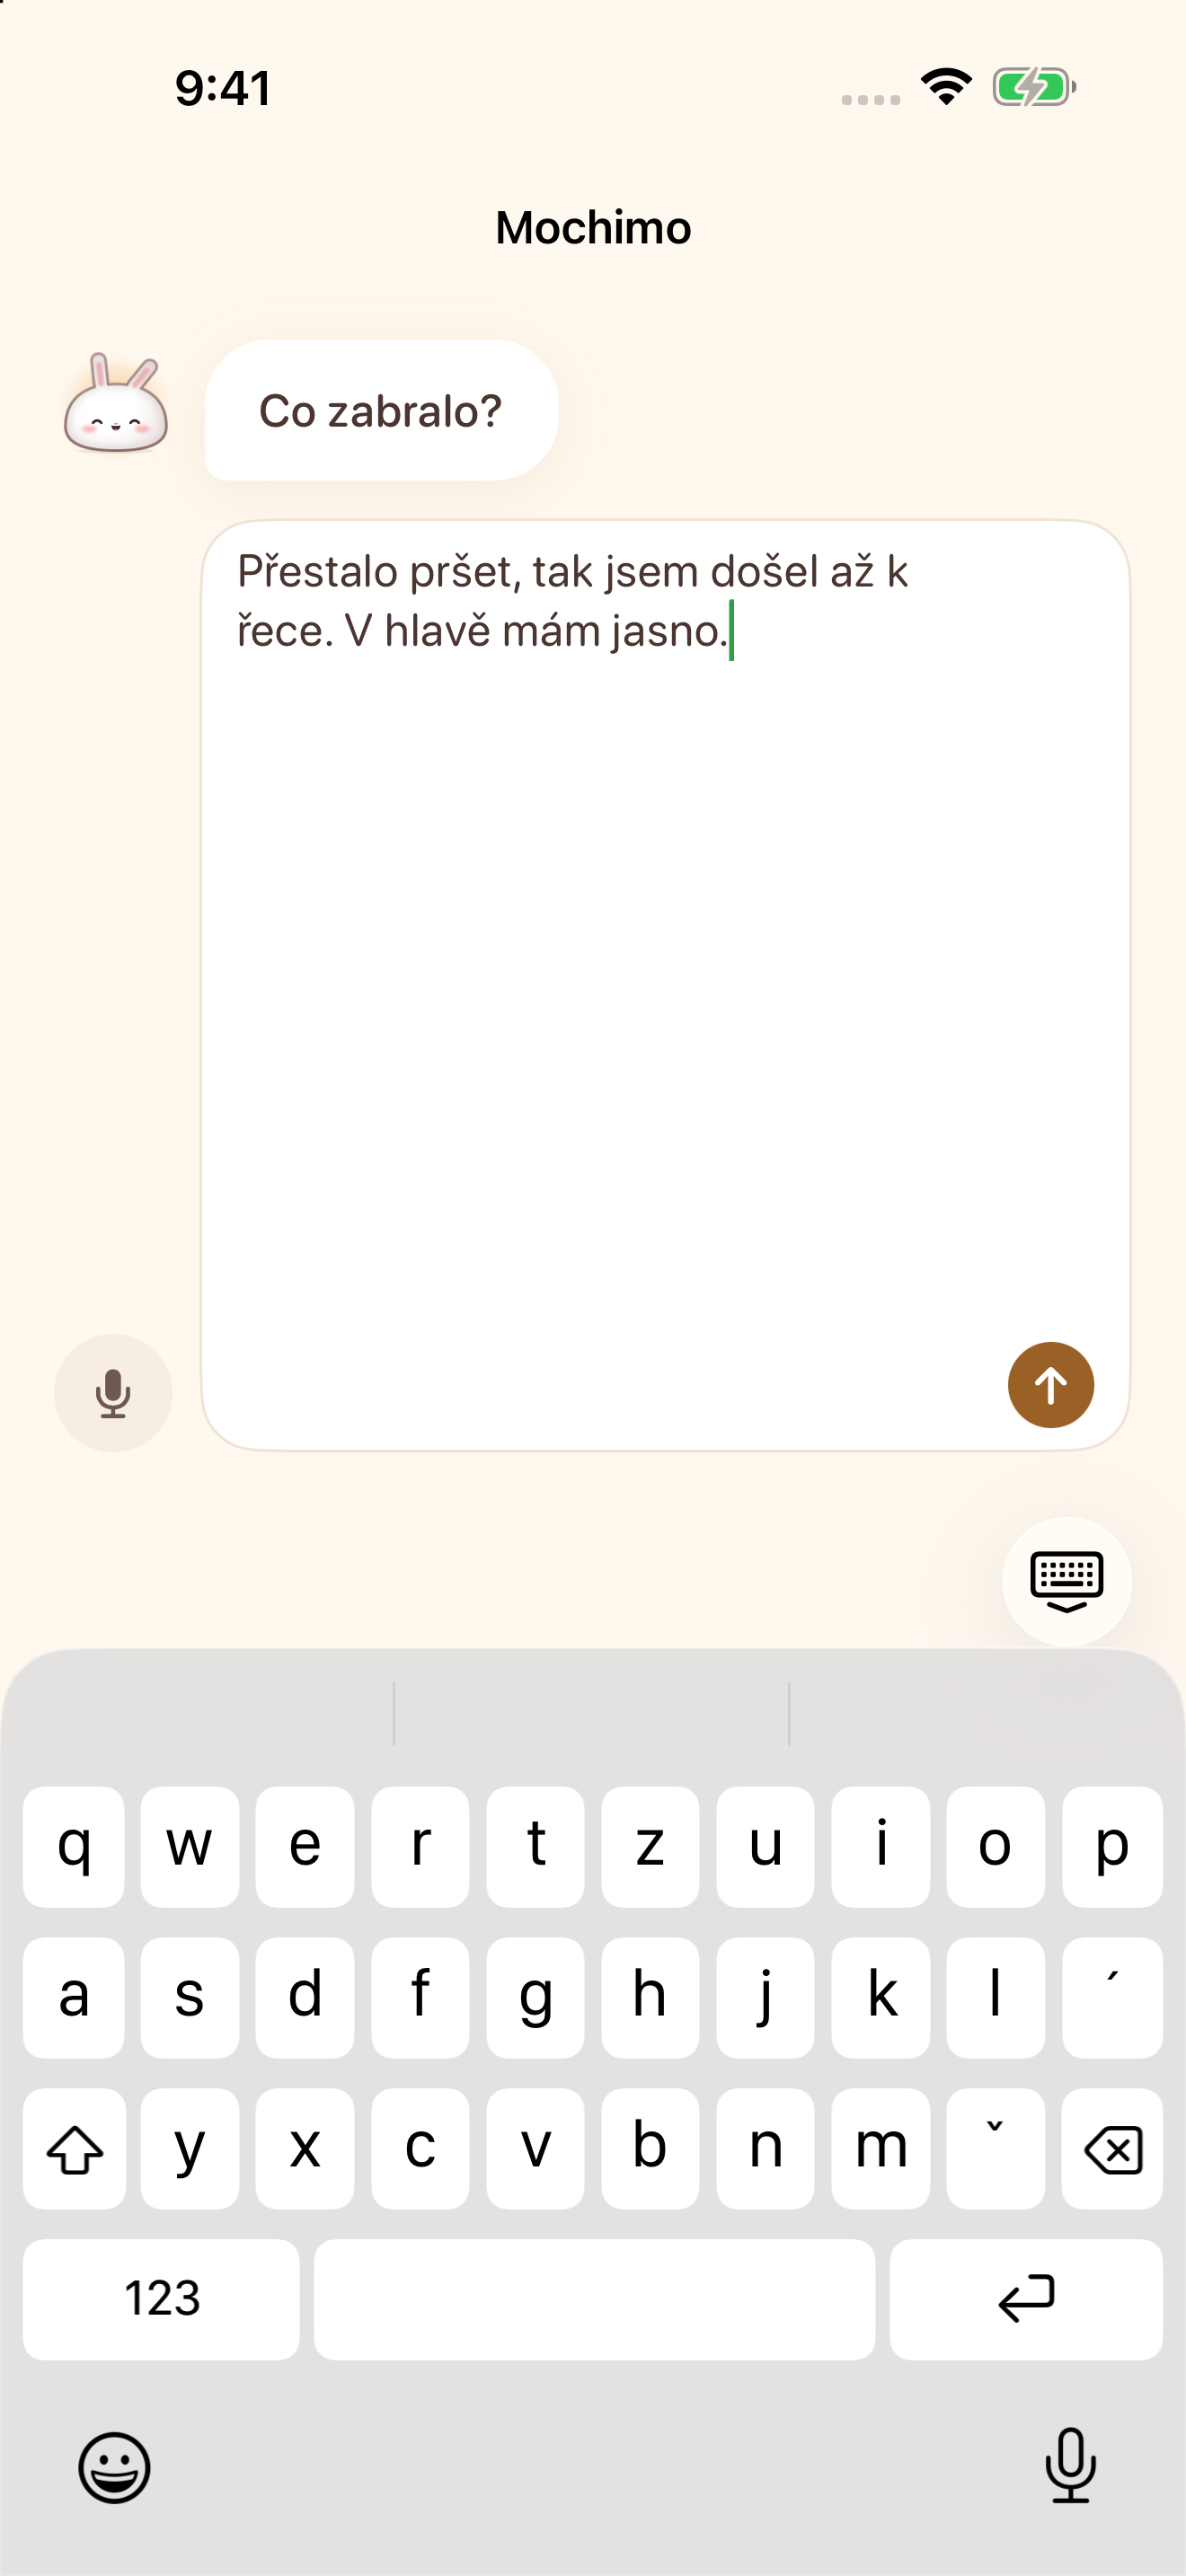 9:41
Mochimo
Co zabralo?
Přestalo pršet, tak jsem došel až k
řece. V hlavě mám jasno.
q w e r t z u i o p
a s d f g h j k l ´
y x c v b n m ˇ
123